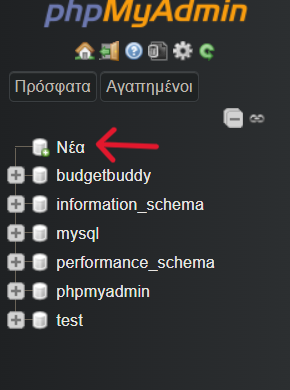 phpMyAdmin
Πρόσφατα Αγαπημένοι
Νέα
budgetbuddy
information_schema
mysql
performance_schema
phpmyadmin
test